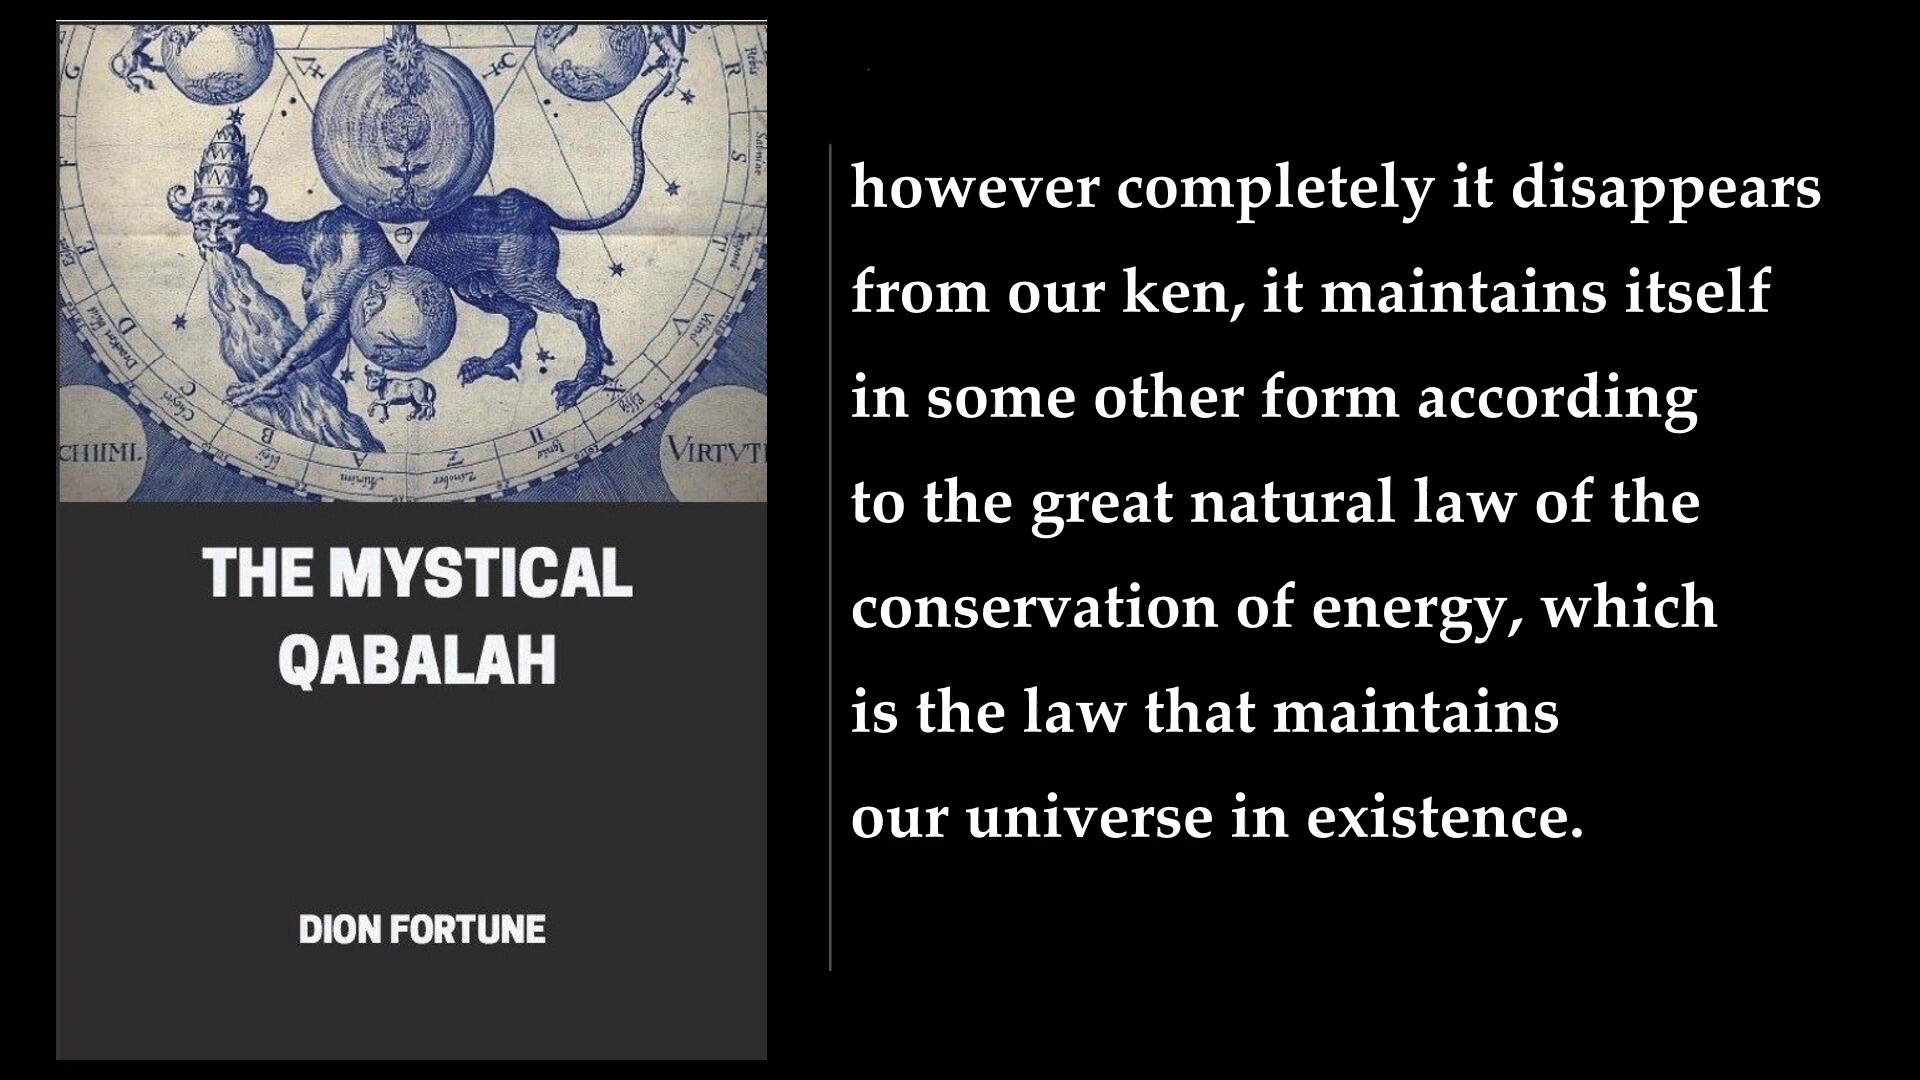 CHIIMI.
VIRTVTI
THE MYSTICAL
QABALAH
DION FORTUNE
however completely it disappears
from our ken, it maintains itself
in some other form according
to the great natural law of the
conservation of energy, which
is the law that maintains
our universe in existence.